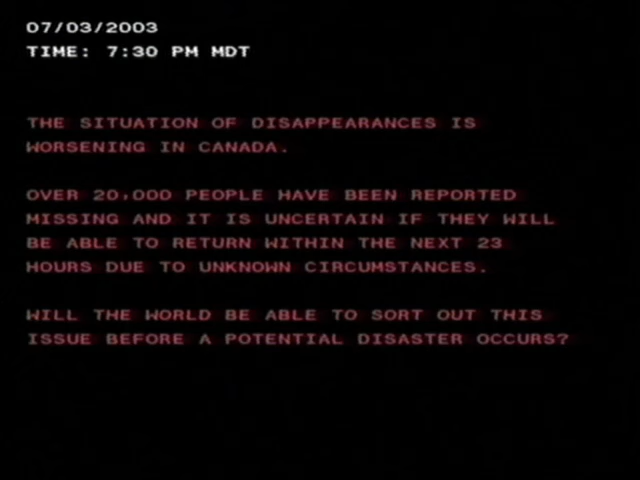 07/03/2003
TIME: 7:30 PM MDT
THE SITUATION OF DISAPPEARANCES IS
WORSENING IN CANADA.
OVER 20,000 PEOPLE HAVE BEEN REPORTED
MISSING AND IT IS UNCERTAIN IF THEY WILL
BE ABLE TO RETURN WITHIN THE NEXT 23
HOURS DUE TO UNKNOWN CIRCUMSTANCES.
WILL THE WORLD BE ABLE TO SORT OUT THIS
ISSUE BEFORE A POTENTIAL DISASTER OCCURS?